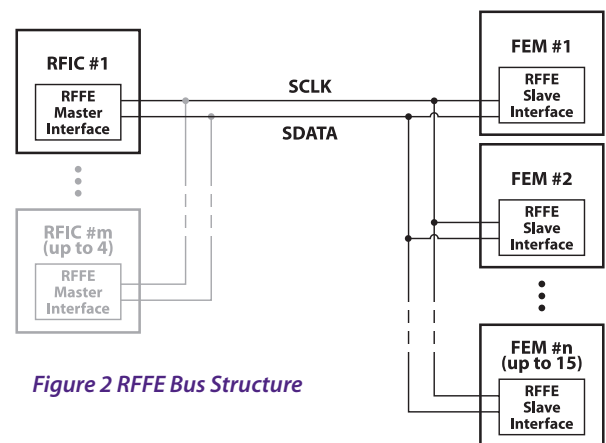 RFIC #1
RFFE
Master
Interface
SCLK
SDATA
FEM #1
RFFE
Slave
Interface
FEM #2
RFFE
Slave
Interface
RFIC #m
(up to 4)
RFFE
Master
Interface
FEM #n
(up to 15)
RFFE
Slave
Interface
Figure 2 RFFE Bus Structure